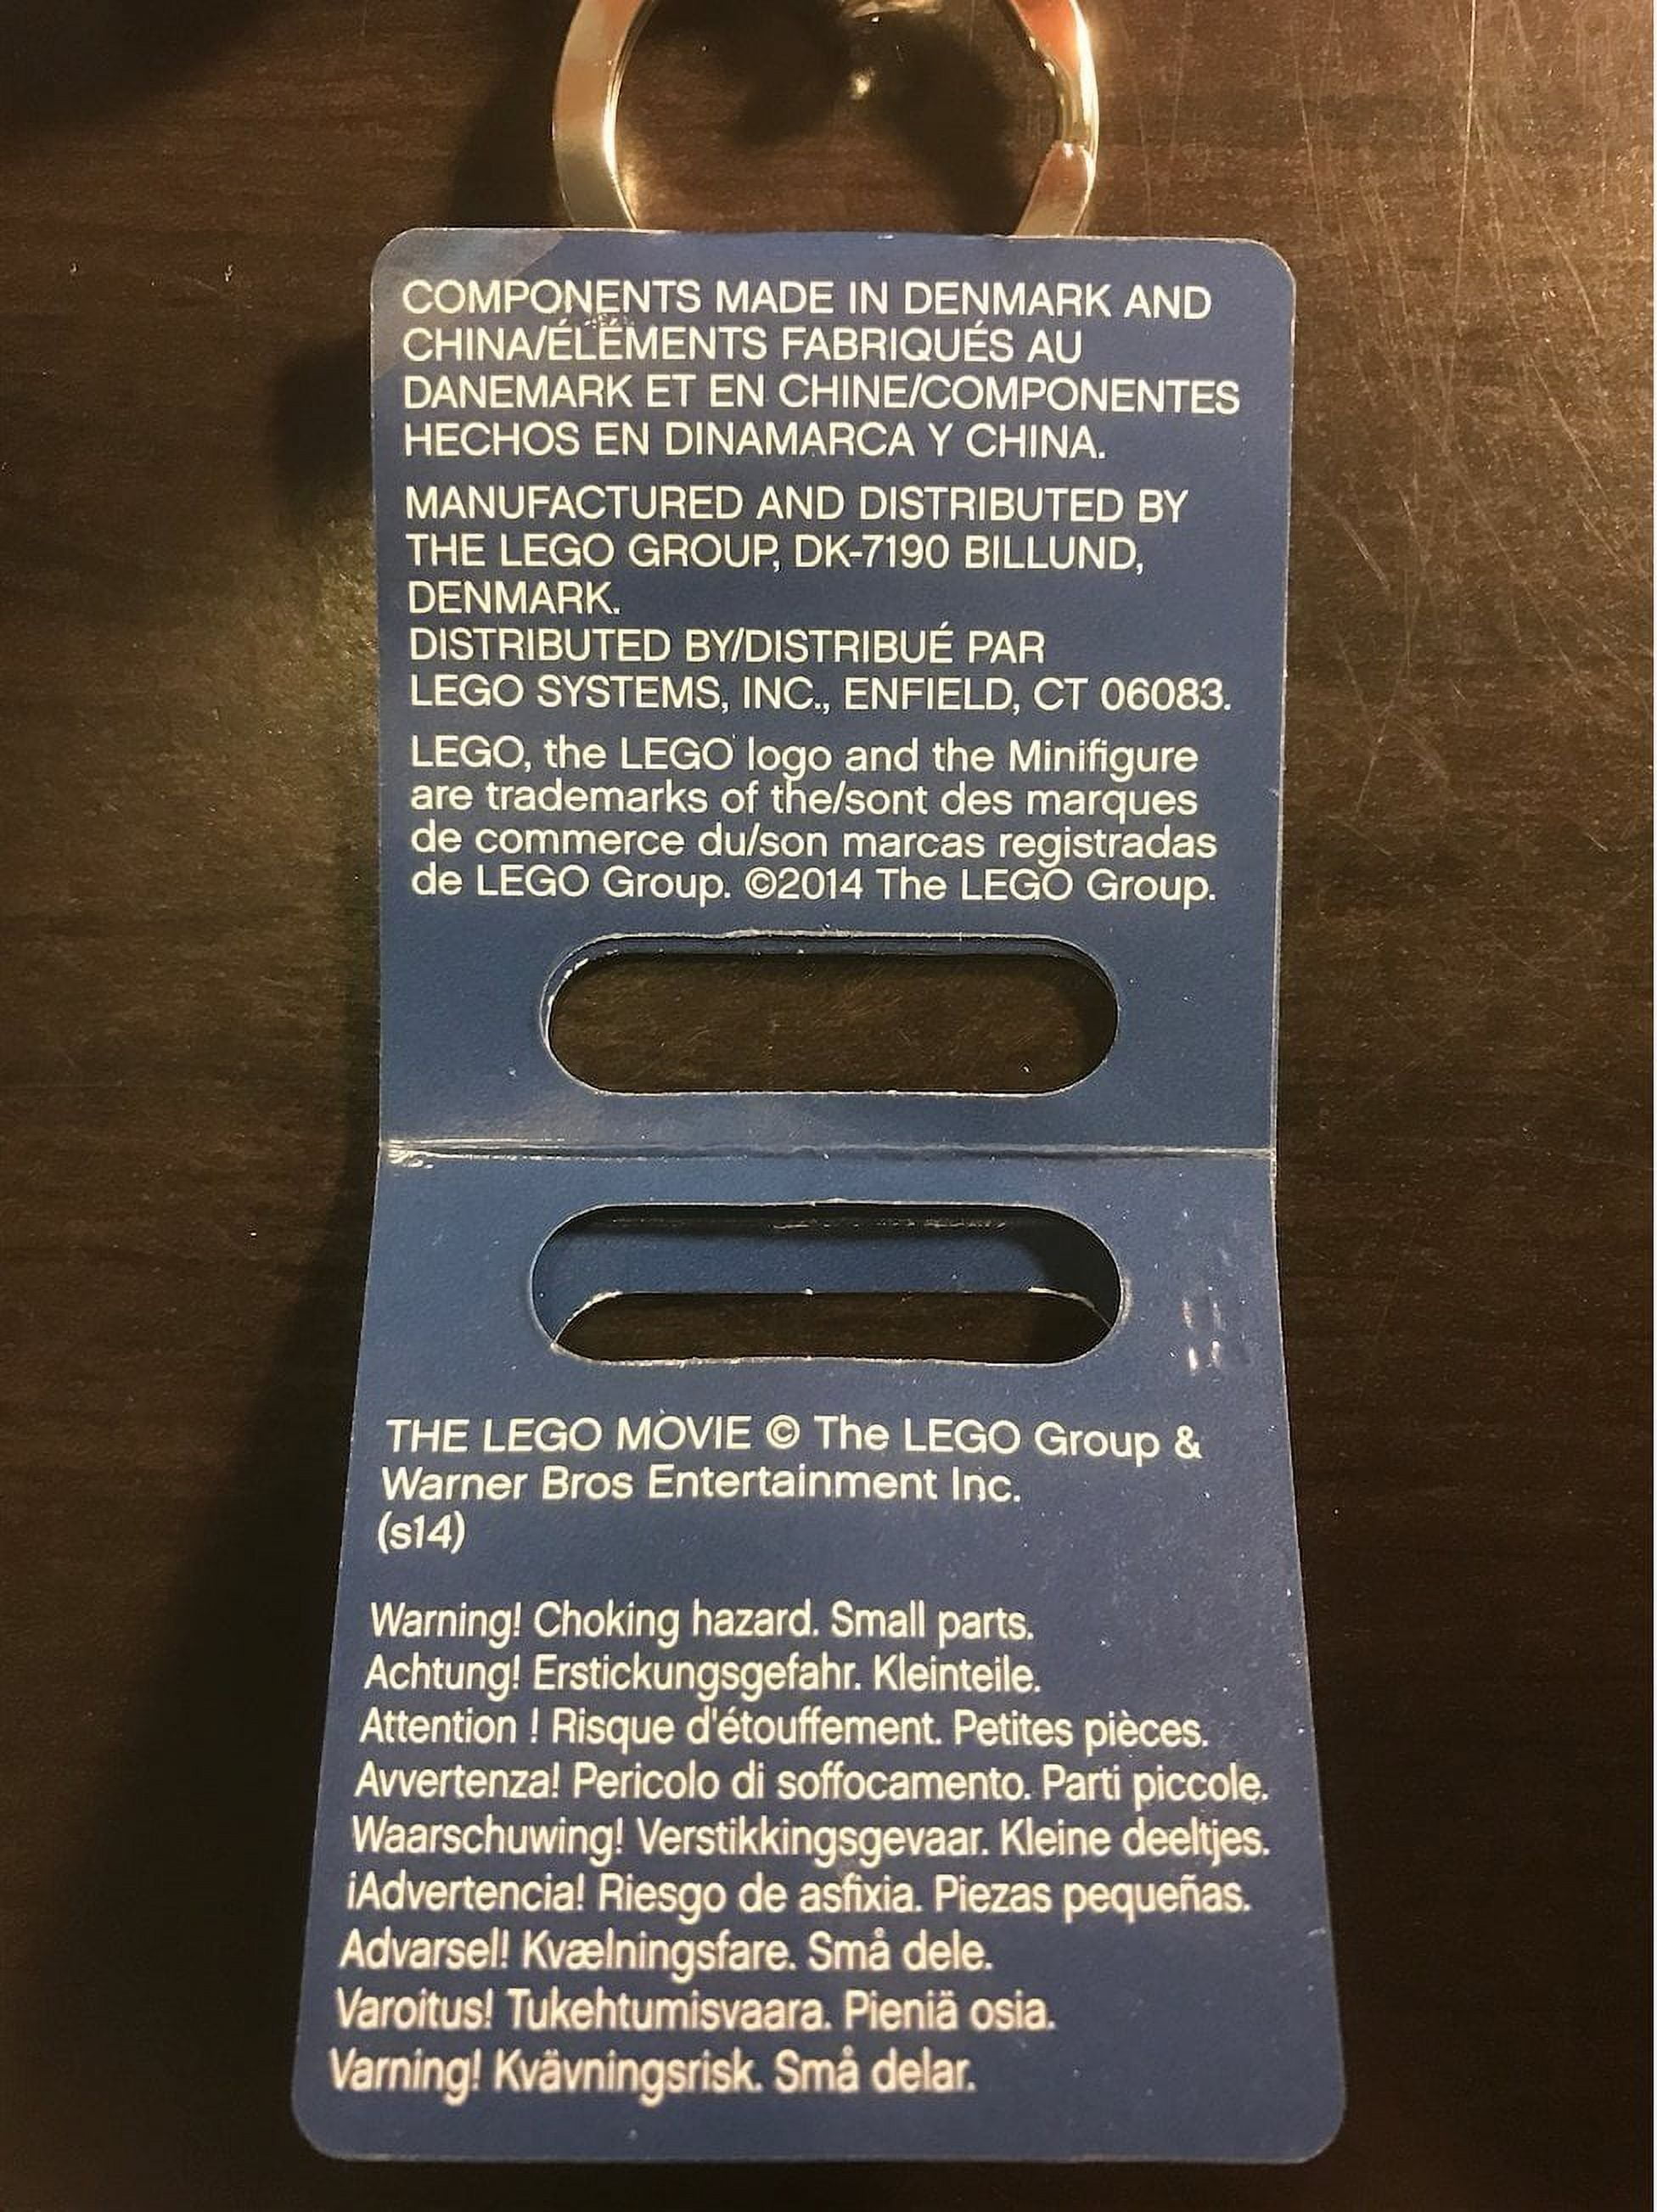 COMPONENTS MADE IN DENMARK AND
CHINA/ÉLÉMENTS FABRIQUÉS AU
DANEMARK ET EN CHINE/COMPONENTES
HECHOS EN DINAMARCA Y CHINA.
MANUFACTURED AND DISTRIBUTED BY
THE LEGO GROUP, DK-7190 BILLUND,
DENMARK.
DISTRIBUTED BY/DISTRIBUÉ PAR
LEGO SYSTEMS, INC., ENFIELD, CT 06083.
LEGO, the LEGO logo and the Minifigure
are trademarks of the/sont des marques
de commerce du/son marcas registradas
de LEGO Group. ©2014 The LEGO Group.
THE LEGO MOVIE © The LEGO Group &
Warner Bros Entertainment Inc.
(s14)
Warning! Choking hazard. Small parts.
Achtung! Erstickungsgefahr. Kleinteile.
Attention ! Risque d'étouffement. Petites pièces.
Avvertenza! Pericolo di soffocamento. Parti piccole.
Waarschuwing! Verstikkingsgevaar. Kleine deeltjes.
¡Advertencia! Riesgo de asfixia. Piezas pequeñas.
Advarsel! Kvælningsfare. Små dele.
Varoitus! Tukehtumisvaara. Pieniä osia.
Varning! Kvävningsrisk. Små delar.